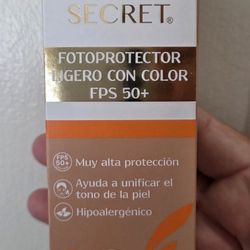 SECRET®
FOTOPROTECTOR
LIGERO CON COLOR
FPS 50+
FPS
50+
Muy alta protección
Ayuda a unificar el
tono de la piel
Hipoalergénico